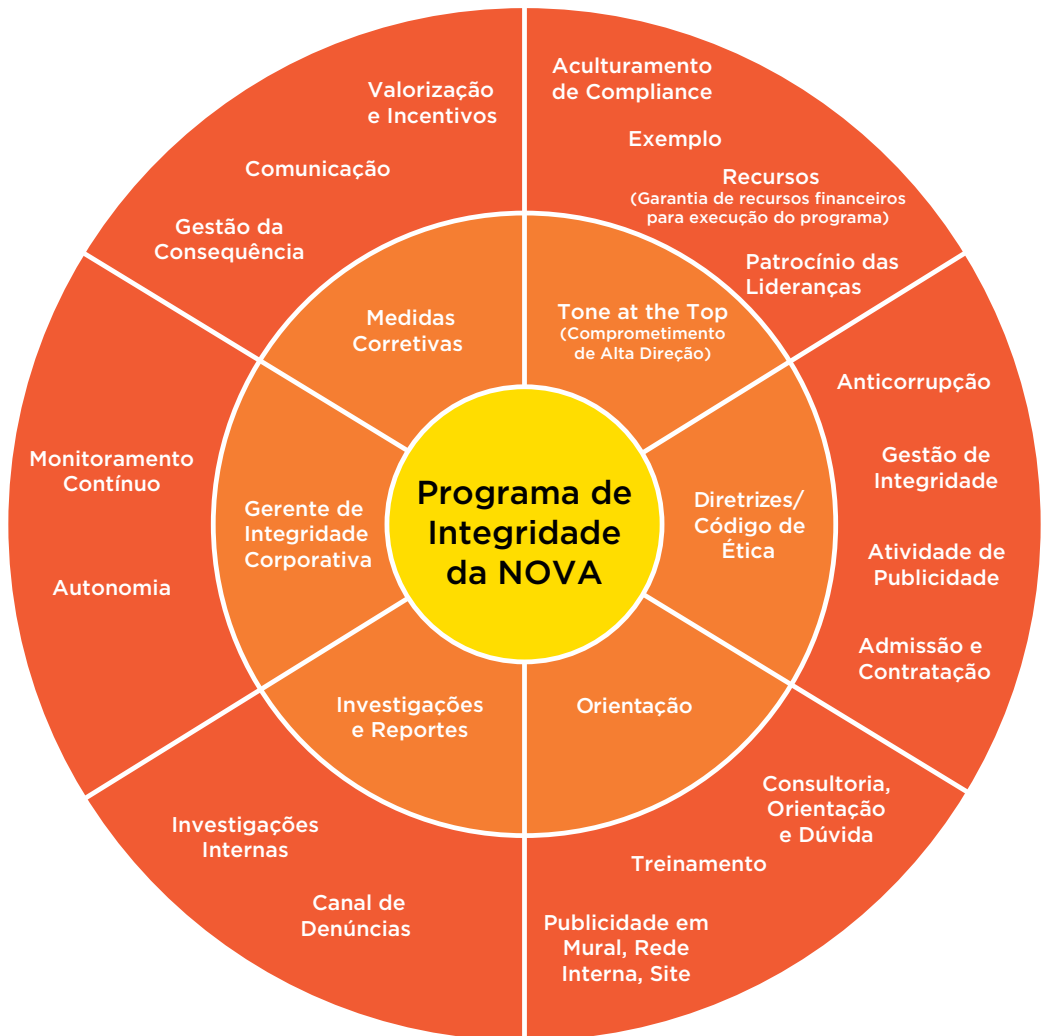 Valorização
e Incentivos
Comunicação
Gestão da
Consequência
Aculturamento
de Compliance
Exemplo
Recursos
(Garantia de recursos financeiros
para execução do programa)
Patrocínio das
Lideranças
Medidas
Corretivas
Tone at the Top
(Comprometimento
de Alta Direção)
Anticorrupção
Gestão de
Integridade
Atividade de
Publicidade
Admissão e
Contratação
Monitoramento
Contínuo
Autonomia
Gerente de
Integridade
Corporativa
Programa de
Integridade
da NOVA
Diretrizes/
Código de
Ética
Investigações
e Reportes
Orientação
Investigações
Internas
Canal de
Denúncias
Consultoria,
Orientação
e Dúvida
Treinamento
Publicidade em
Mural, Rede
Interna, Site